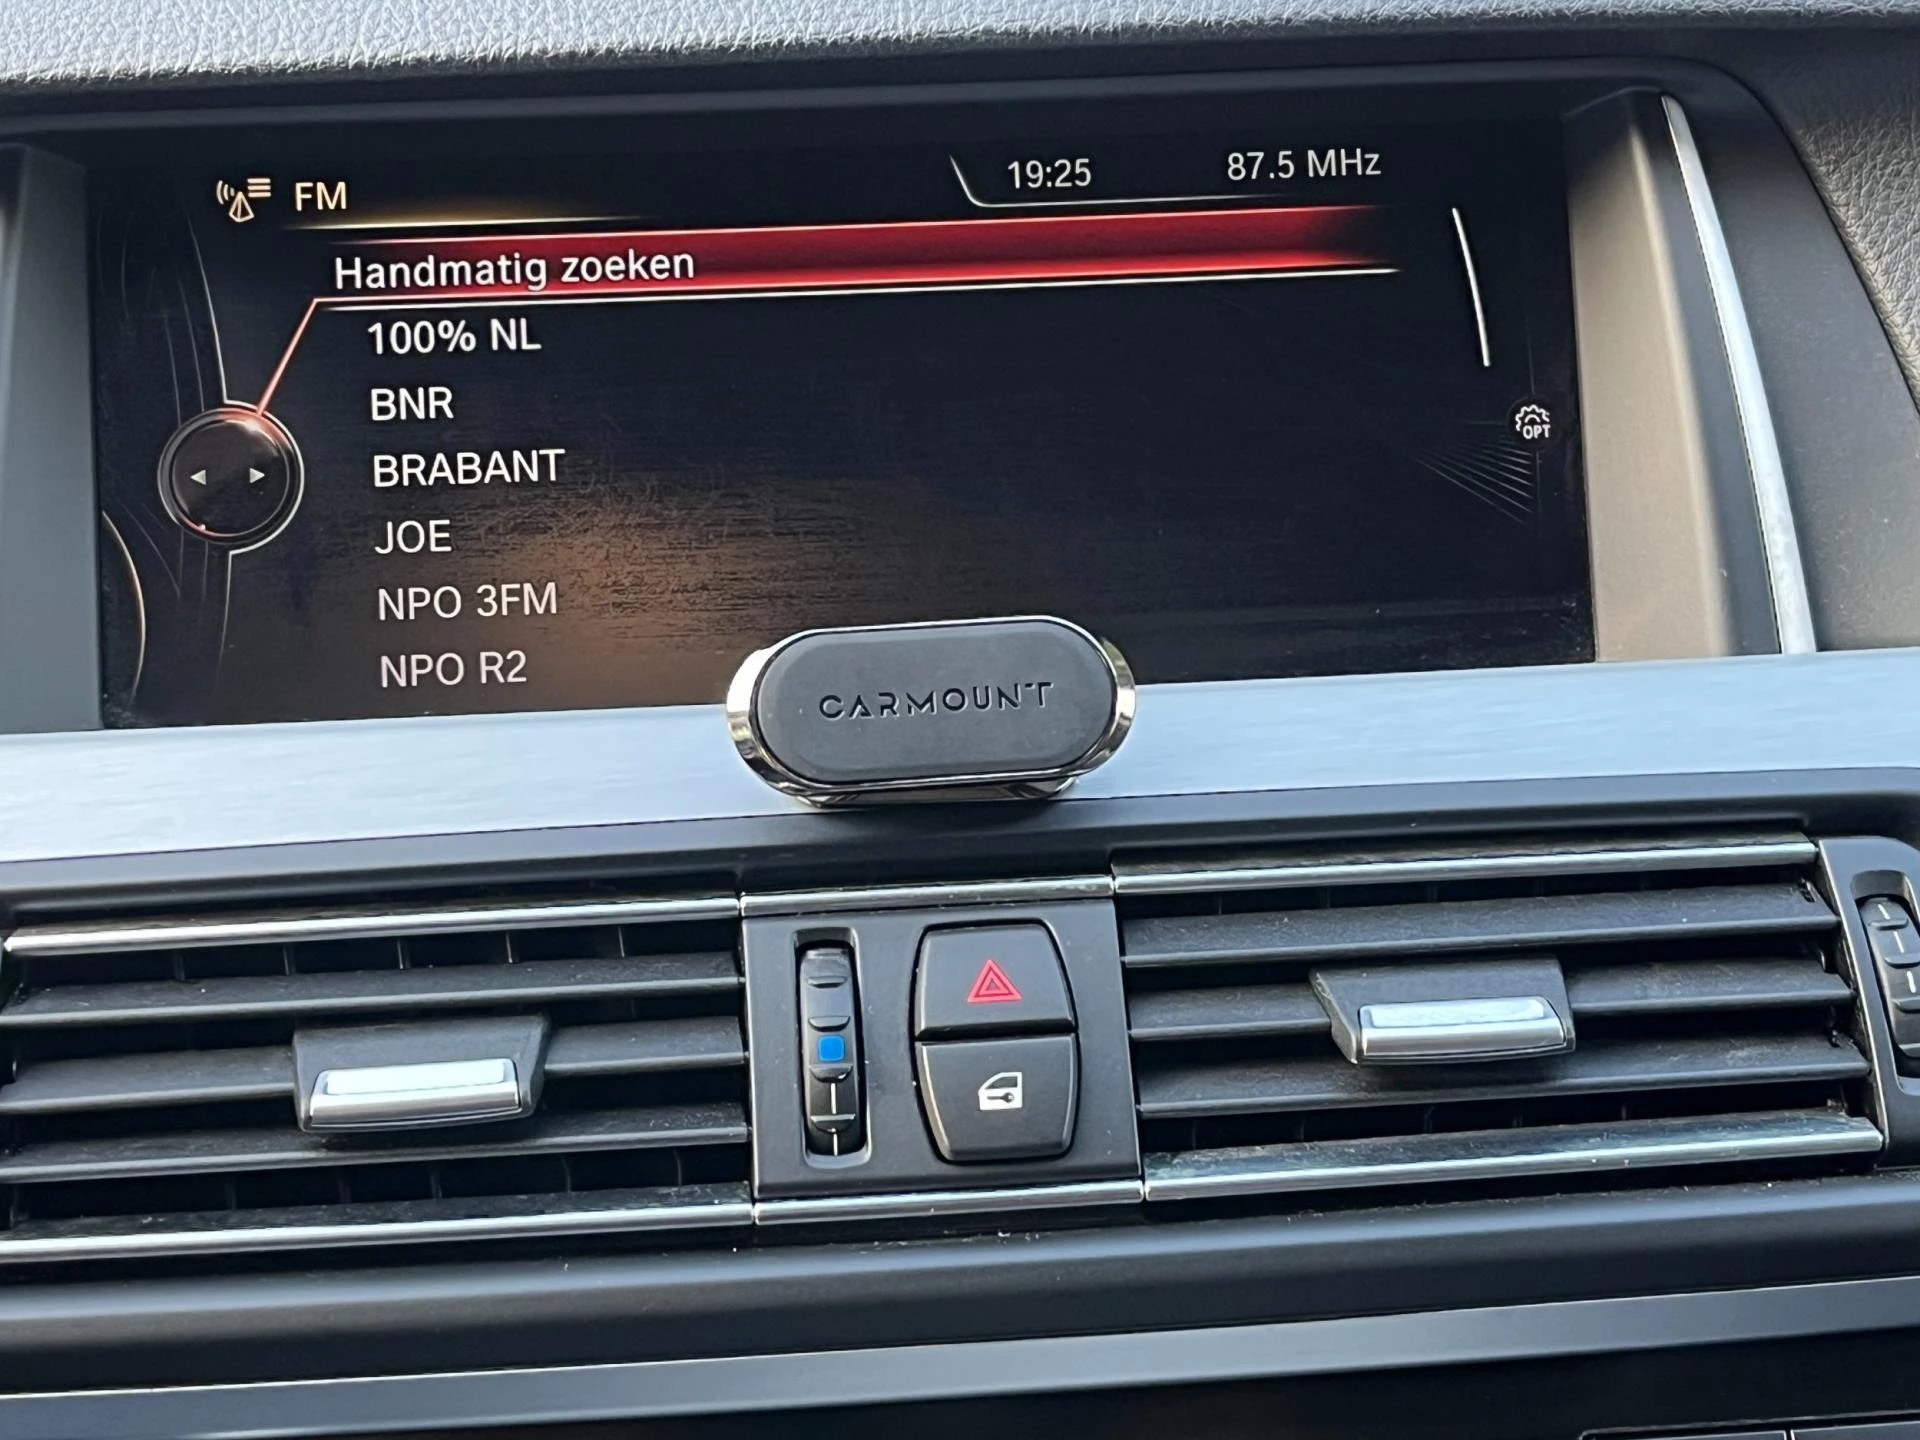 FM
19:25
87.5 MHz
Handmatig zoeken
100% NL
BNR
BRABANT
JOE
NPO 3FM
NPO R2
OPT
CARMOUNT